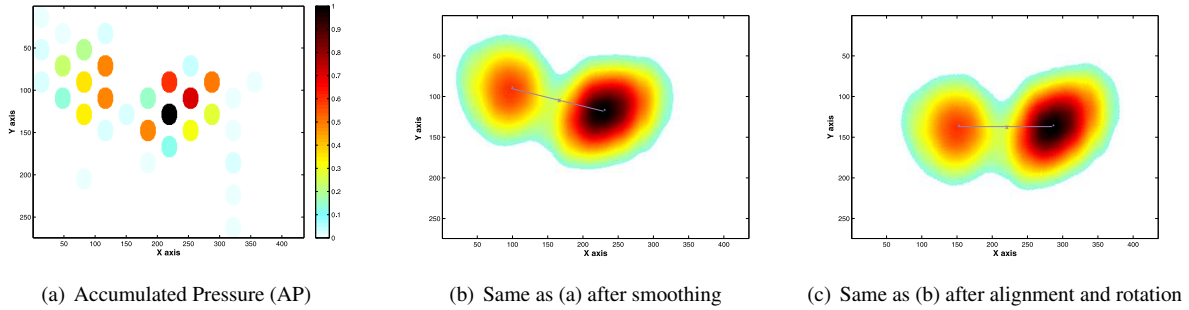 1
0.9
0.8
0.7
0.6
0.5
0.4
0.3
0.2
0.1
0
50
100
150
200
250
Y axis
50 100 150 200 250 300 350 400
X axis
(a) Accumulated Pressure (AP)
50
100
150
200
250
Y axis
50 100 150 200 250 300 350 400
X axis
(b) Same as (a) after smoothing
50
100
150
200
250
Y axis
50 100 150 200 250 300 350 400
X axis
(c) Same as (b) after alignment and rotation